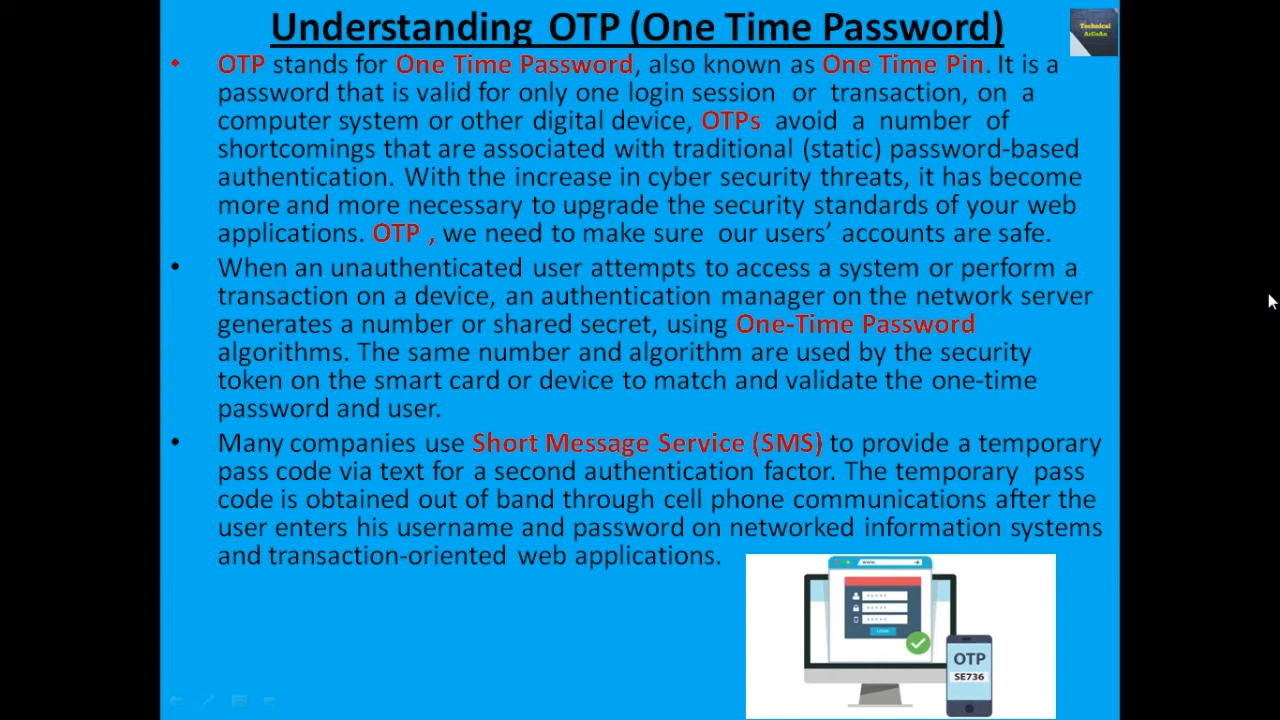 Understanding OTP (One Time Password)
Technical
ArCoAn
OTP stands for One Time Password, also known as One Time Pin. It is a
password that is valid for only one login session or transaction, on a
computer system or other digital device, OTPs avoid a number of
shortcomings that are associated with traditional (static) password-based
authentication. With the increase in cyber security threats, it has become
more and more necessary to upgrade the security standards of your web
applications. OTP , we need to make sure our users’ accounts are safe.
When an unauthenticated user attempts to access a system or perform a
transaction on a device, an authentication manager on the network server
generates a number or shared secret, using One-Time Password
algorithms. The same number and algorithm are used by the security
token on the smart card or device to match and validate the one-time
password and user.
Many companies use Short Message Service (SMS) to provide a temporary
pass code via text for a second authentication factor. The temporary pass
code is obtained out of band through cell phone communications after the
user enters his username and password on networked information systems
and transaction-oriented web applications.
www.
OTP
SE736